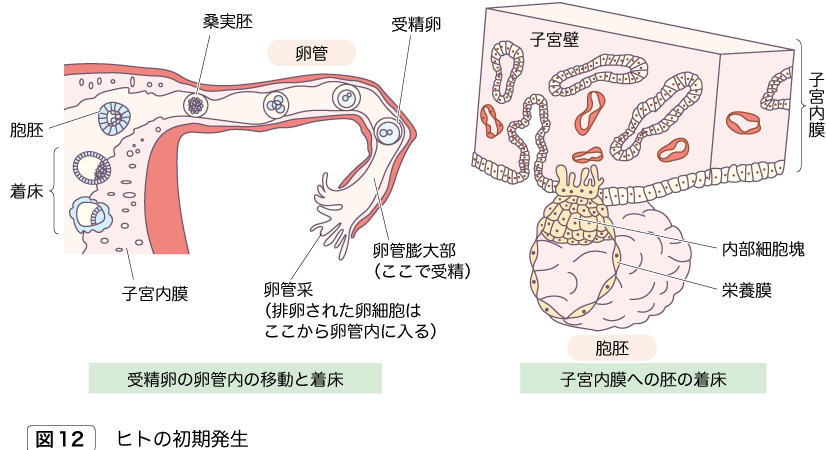 桑実胚
卵管
受精卵
胞胚
着床
子宮内膜
卵管采
(排卵された卵細胞は
ここから卵管内に入る)
卵管膨大部
(ここで受精)
受精卵の卵管内の移動と着床
子宮壁
子宮内膜
内部細胞塊
栄養膜
胞胚
子宮内膜への胚の着床
図12 ヒトの初期発生